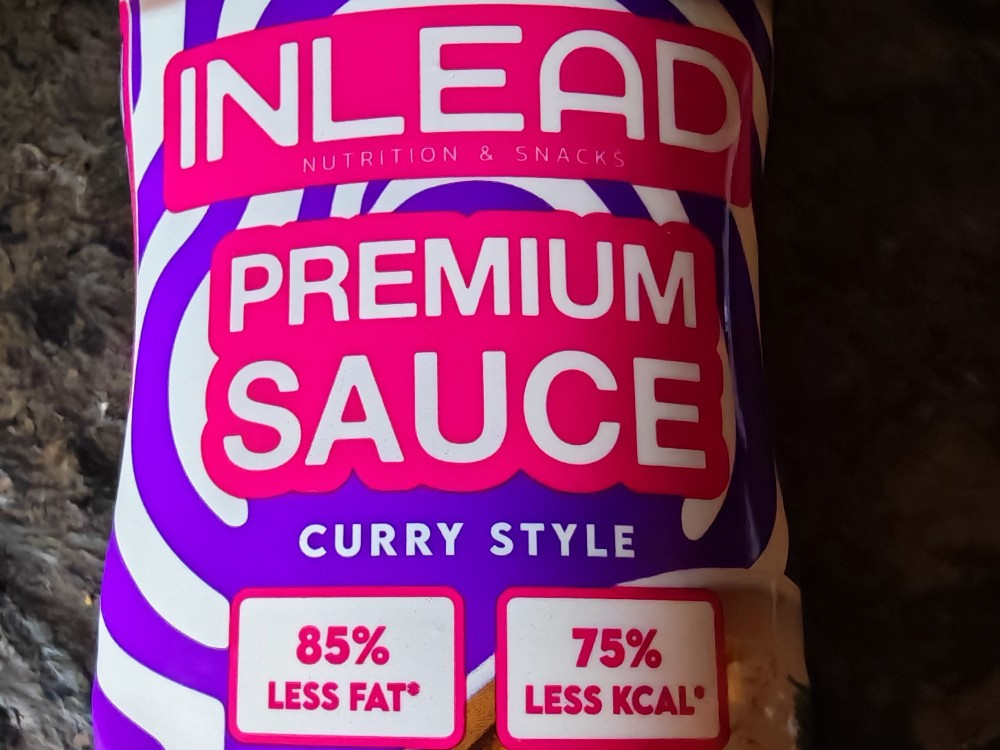 INLEAD
NUTRITION & SNACKS
PREMIUM
SAUCE
CURRY STYLE
85%
LESS FAT*
75%
LESS KCAL*